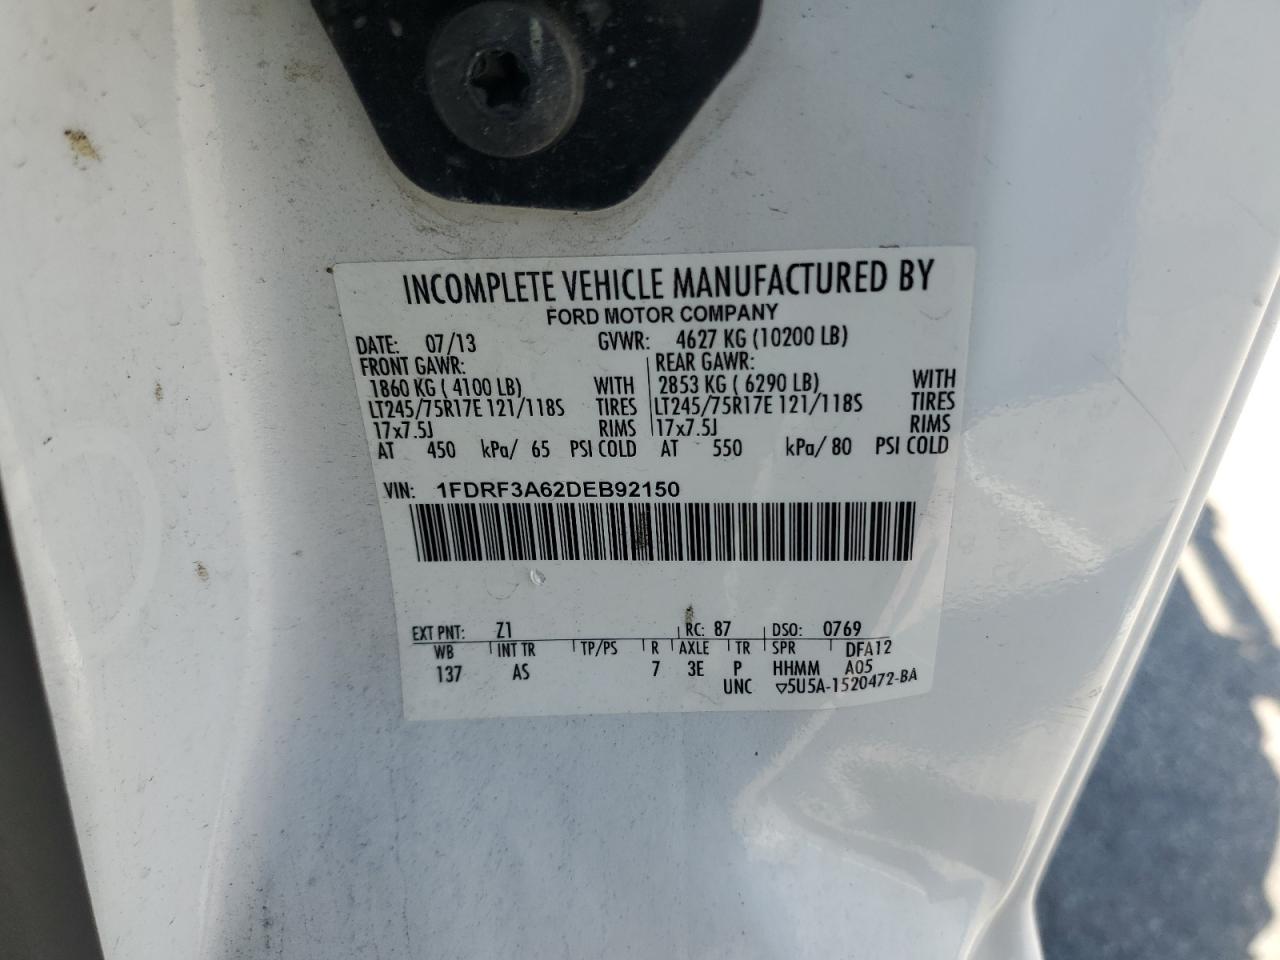 INCOMPLETE VEHICLE MANUFACTURED BY
FORD MOTOR COMPANY
DATE: 07/13 GVWR: 4627 KG (10200 LB)
FRONT GAWR: REAR GAWR:
1860 KG ( 4100 LB) WITH 2853 KG ( 6290 LB) WITH
LT245/75R17E 121/118S TIRES LT245/75R17E 121/118S TIRES
17x7.5J RIMS 17x7.5J RIMS
AT 450 kPa/ 65 PSI COLD AT 550 kPa/ 80 PSI COLD
VIN: 1FDRF3A62DEB92150
EXT PNT: Z1 RC: 87 DSO: 0769
WB INT TR TP/PS R AXLE TR SPR DFA12
137 AS 7 3E P HHMM A05
UNC ▽5U5A-1520472-BA